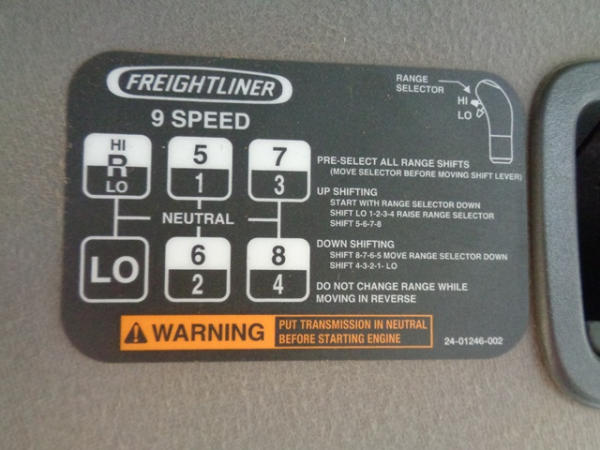 FREIGHTLINER
9 SPEED
RANGE
SELECTOR
HI
LO
HI
R
LO
5
1
7
3
NEUTRAL
LO
6
2
8
4
PRE-SELECT ALL RANGE SHIFTS
(MOVE SELECTOR BEFORE MOVING SHIFT LEVER)
UP SHIFTING
START WITH RANGE SELECTOR DOWN
SHIFT LO 1-2-3-4 RAISE RANGE SELECTOR
SHIFT 5-6-7-8
DOWN SHIFTING
SHIFT 8-7-6-5 MOVE RANGE SELECTOR DOWN
SHIFT 4-3-2-1- LO
DO NOT CHANGE RANGE WHILE
MOVING IN REVERSE
WARNING
PUT TRANSMISSION IN NEUTRAL
BEFORE STARTING ENGINE
24-01246-002